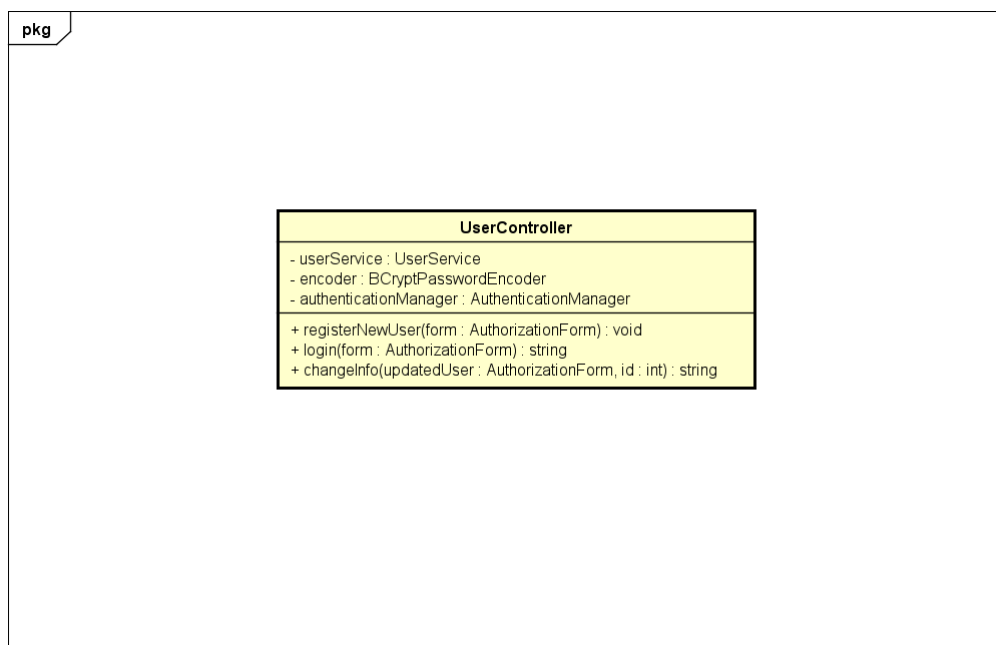 pkg
UserController
- userService : UserService
- encoder : BCryptPasswordEncoder
- authenticationManager : AuthenticationManager
+ registerNewUser(form : AuthorizationForm) : void
+ login(form : AuthorizationForm) : string
+ changeInfo(updatedUser : AuthorizationForm, id : int) : string